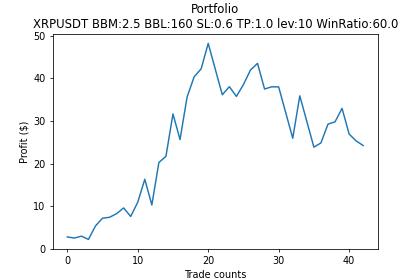 Portfolio
XRPUSDT BBM:2.5 BBL:160 SL:0.6 TP:1.0 lev:10 WinRatio:60.0
50
40
30
20
10
0
Profit ($)
0 10 20 30 40
Trade counts